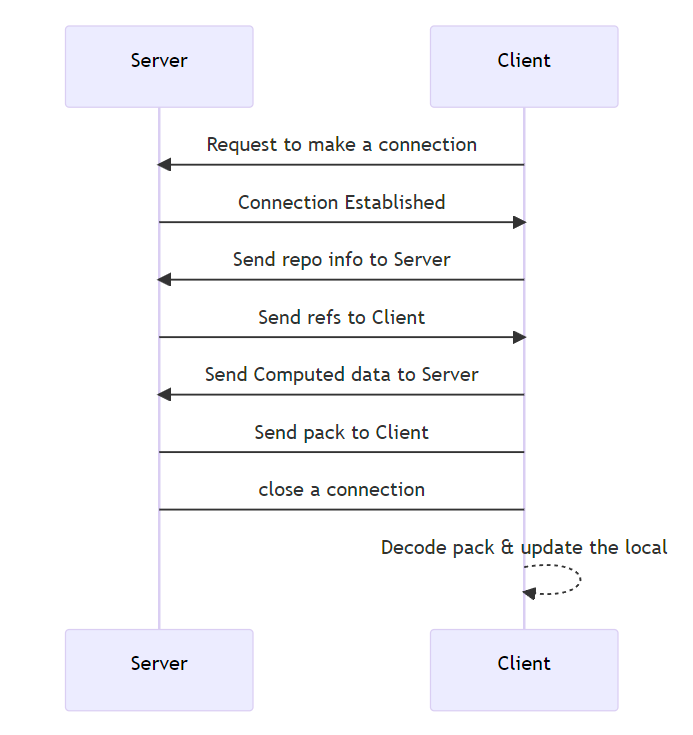 Server
Client
Request to make a connection
Connection Established
Send repo info to Server
Send refs to Client
Send Computed data to Server
Send pack to Client
close a connection
Decode pack & update the local
Server
Client